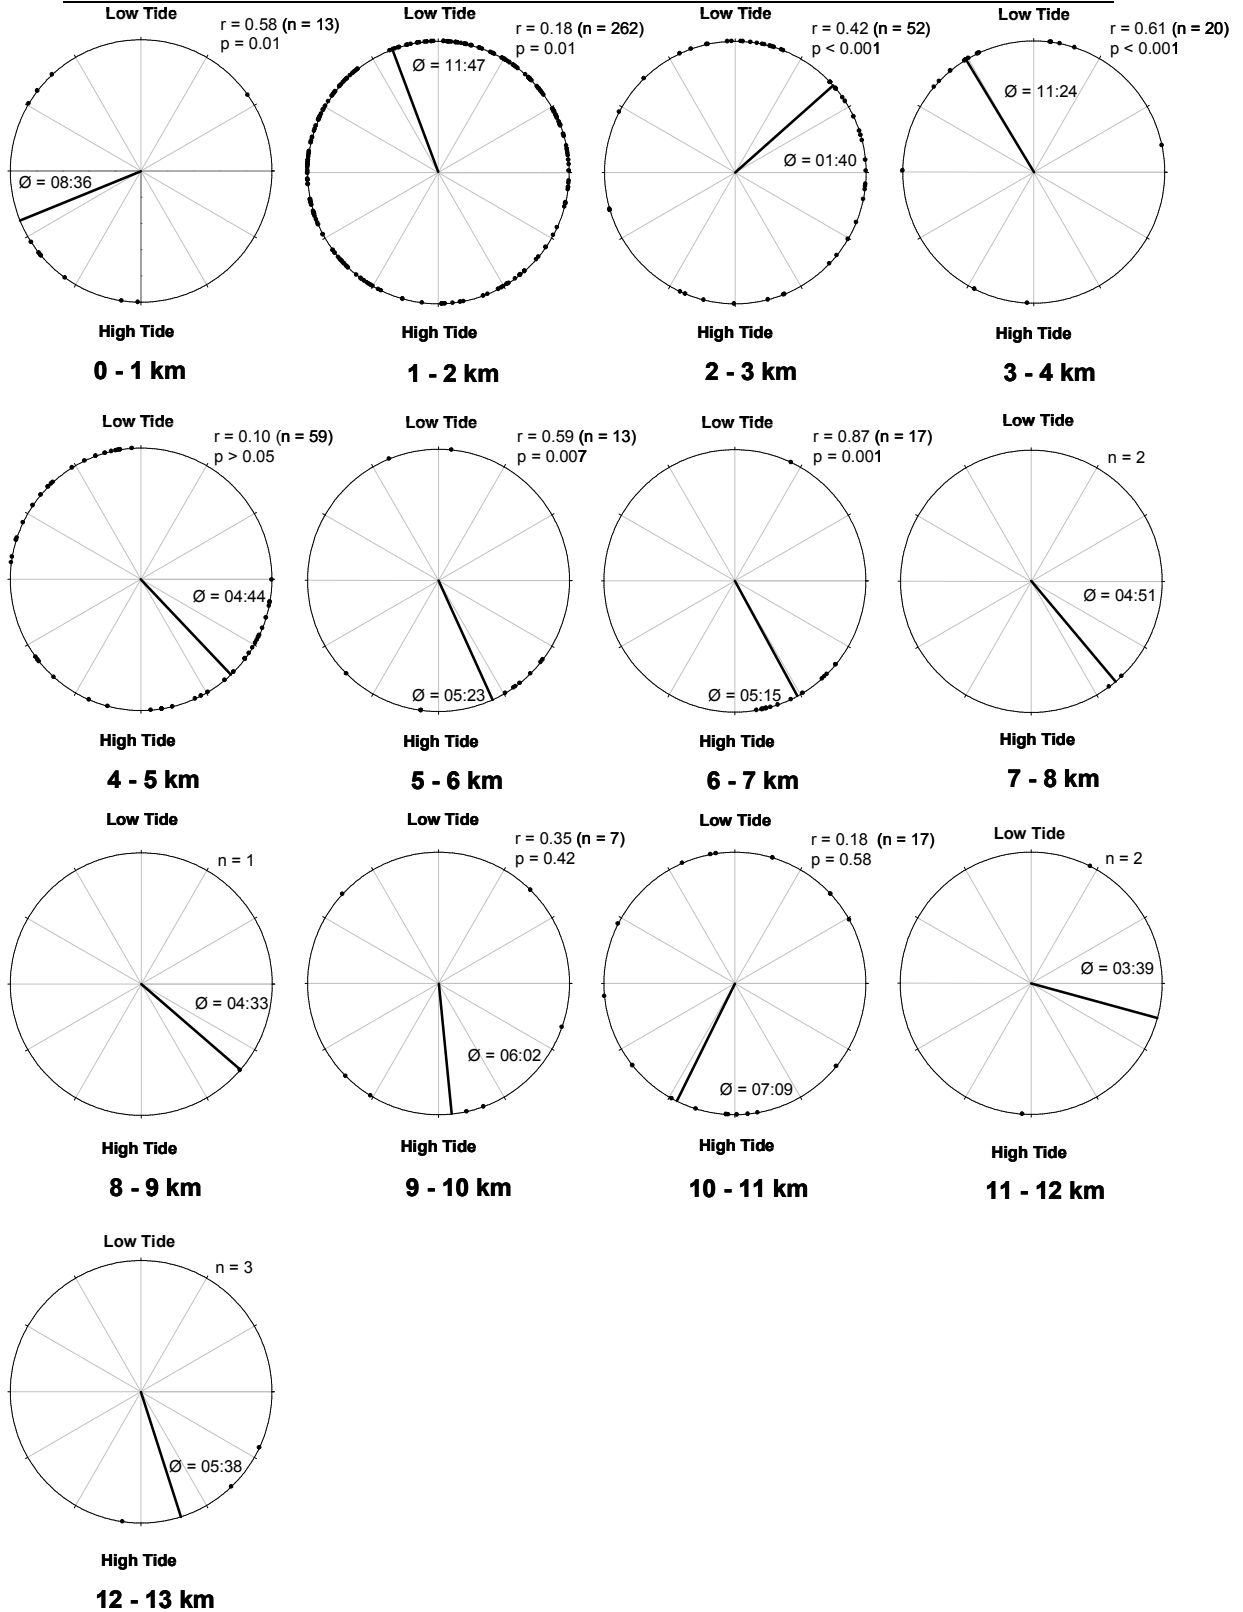 Low Tide
r = 0.58 (n = 13)
p = 0.01
Ø = 08:36
High Tide
0 - 1 km
Low Tide
r = 0.18 (n = 262)
p = 0.01
Ø = 11:47
High Tide
1 - 2 km
Low Tide
r = 0.42 (n = 52)
p < 0.001
Ø = 01:40
High Tide
2 - 3 km
Low Tide
r = 0.61 (n = 20)
p < 0.001
Ø = 11:24
High Tide
3 - 4 km
Low Tide
r = 0.10 (n = 59)
p > 0.05
Ø = 04:44
High Tide
4 - 5 km
Low Tide
r = 0.59 (n = 13)
p = 0.007
Ø = 05:23
High Tide
5 - 6 km
Low Tide
r = 0.87 (n = 17)
p = 0.001
Ø = 05:15
High Tide
6 - 7 km
Low Tide
n = 2
Ø = 04:51
High Tide
7 - 8 km
Low Tide
n = 1
Ø = 04:33
High Tide
8 - 9 km
Low Tide
r = 0.35 (n = 7)
p = 0.42
Ø = 06:02
High Tide
9 - 10 km
Low Tide
r = 0.18 (n = 17)
p = 0.58
Ø = 07:09
High Tide
10 - 11 km
Low Tide
n = 2
Ø = 03:39
High Tide
11 - 12 km
Low Tide
n = 3
Ø = 05:38
High Tide
12 - 13 km